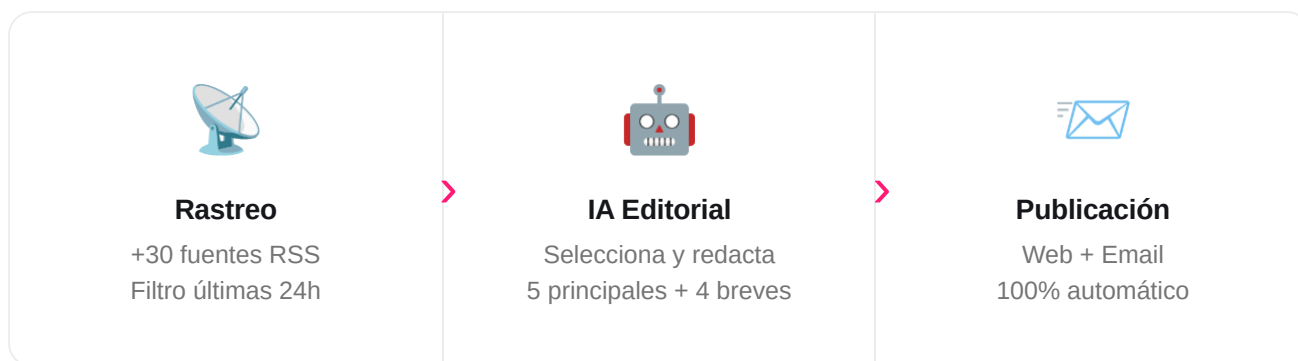 Rastreo
+30 fuentes RSS
Filtro últimas 24h
IA Editorial
Selecciona y redacta
5 principales + 4 breves
Publicación
Web + Email
100% automático